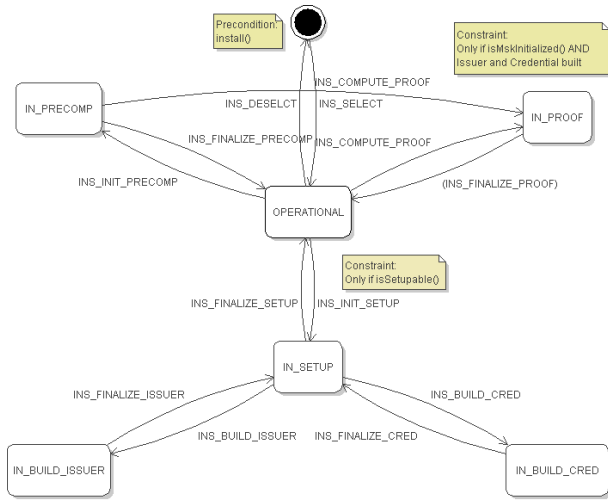 Precondition:
install()
Constraint:
Only if isMskInitialized() AND
Issuer and Credential built
INS_COMPUTE_PROOF
IN_PRECOMP
INS_DESELCT
INS_SELECT
IN_PROOF
INS_FINALIZE_PRECOMP
INS_COMPUTE_PROOF
INS_INIT_PRECOMP
(INS_FINALIZE_PROOF)
OPERATIONAL
Constraint:
Only if isSetupable()
INS_FINALIZE_SETUP
INS_INIT_SETUP
IN_SETUP
INS_FINALIZE_ISSUER
INS_BUILD_CRED
INS_BUILD_ISSUER
INS_FINALIZE_CRED
IN_BUILD_ISSUER
IN_BUILD_CRED